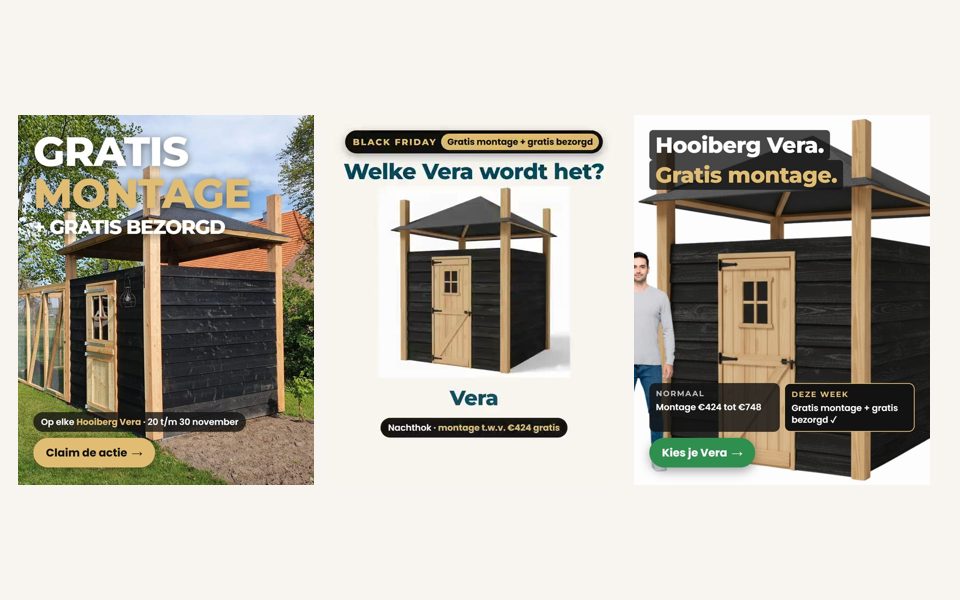 GRATIS
MONTAGE
+ GRATIS BEZORGD
Op elke Hooiberg Vera · 20 t/m 30 november
Claim de actie →
BLACK FRIDAY Gratis montage + gratis bezorgd
Welke Vera wordt het?
Vera
Nachthok · montage t.w.v. €424 gratis
Hooiberg Vera.
Gratis montage.
NORMAAL
Montage €424 tot €748
DEZE WEEK
Gratis montage + gratis
bezorgd ✓
Kies je Vera →